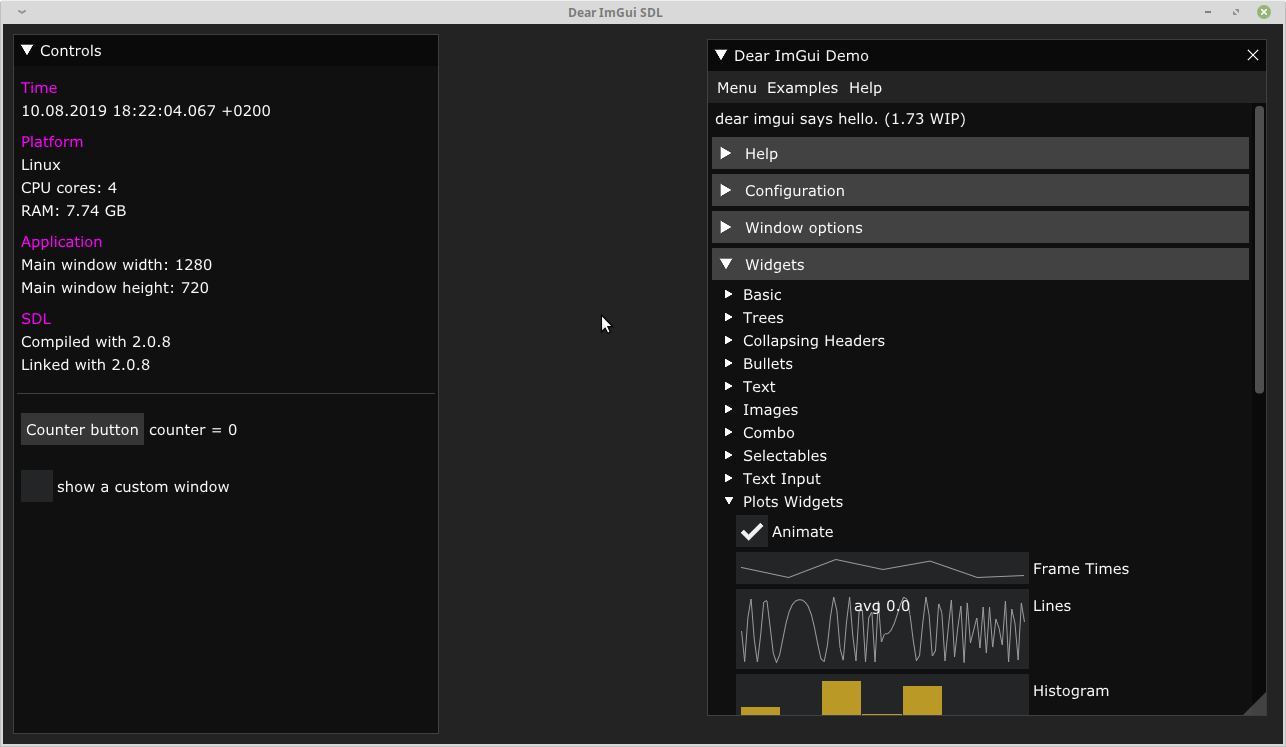 Dear ImGui SDL
Controls
Time
10.08.2019 18:22:04.067 +0200
Platform
Linux
CPU cores: 4
RAM: 7.74 GB
Application
Main window width: 1280
Main window height: 720
SDL
Compiled with 2.0.8
Linked with 2.0.8
Counter button counter = 0
show a custom window
Dear ImGui Demo
Menu Examples Help
dear imgui says hello. (1.73 WIP)
Help
Configuration
Window options
Widgets
Basic
Trees
Collapsing Headers
Bullets
Text
Images
Combo
Selectables
Text Input
Plots Widgets
Animate
Frame Times
avg 0.0 Lines
Histogram